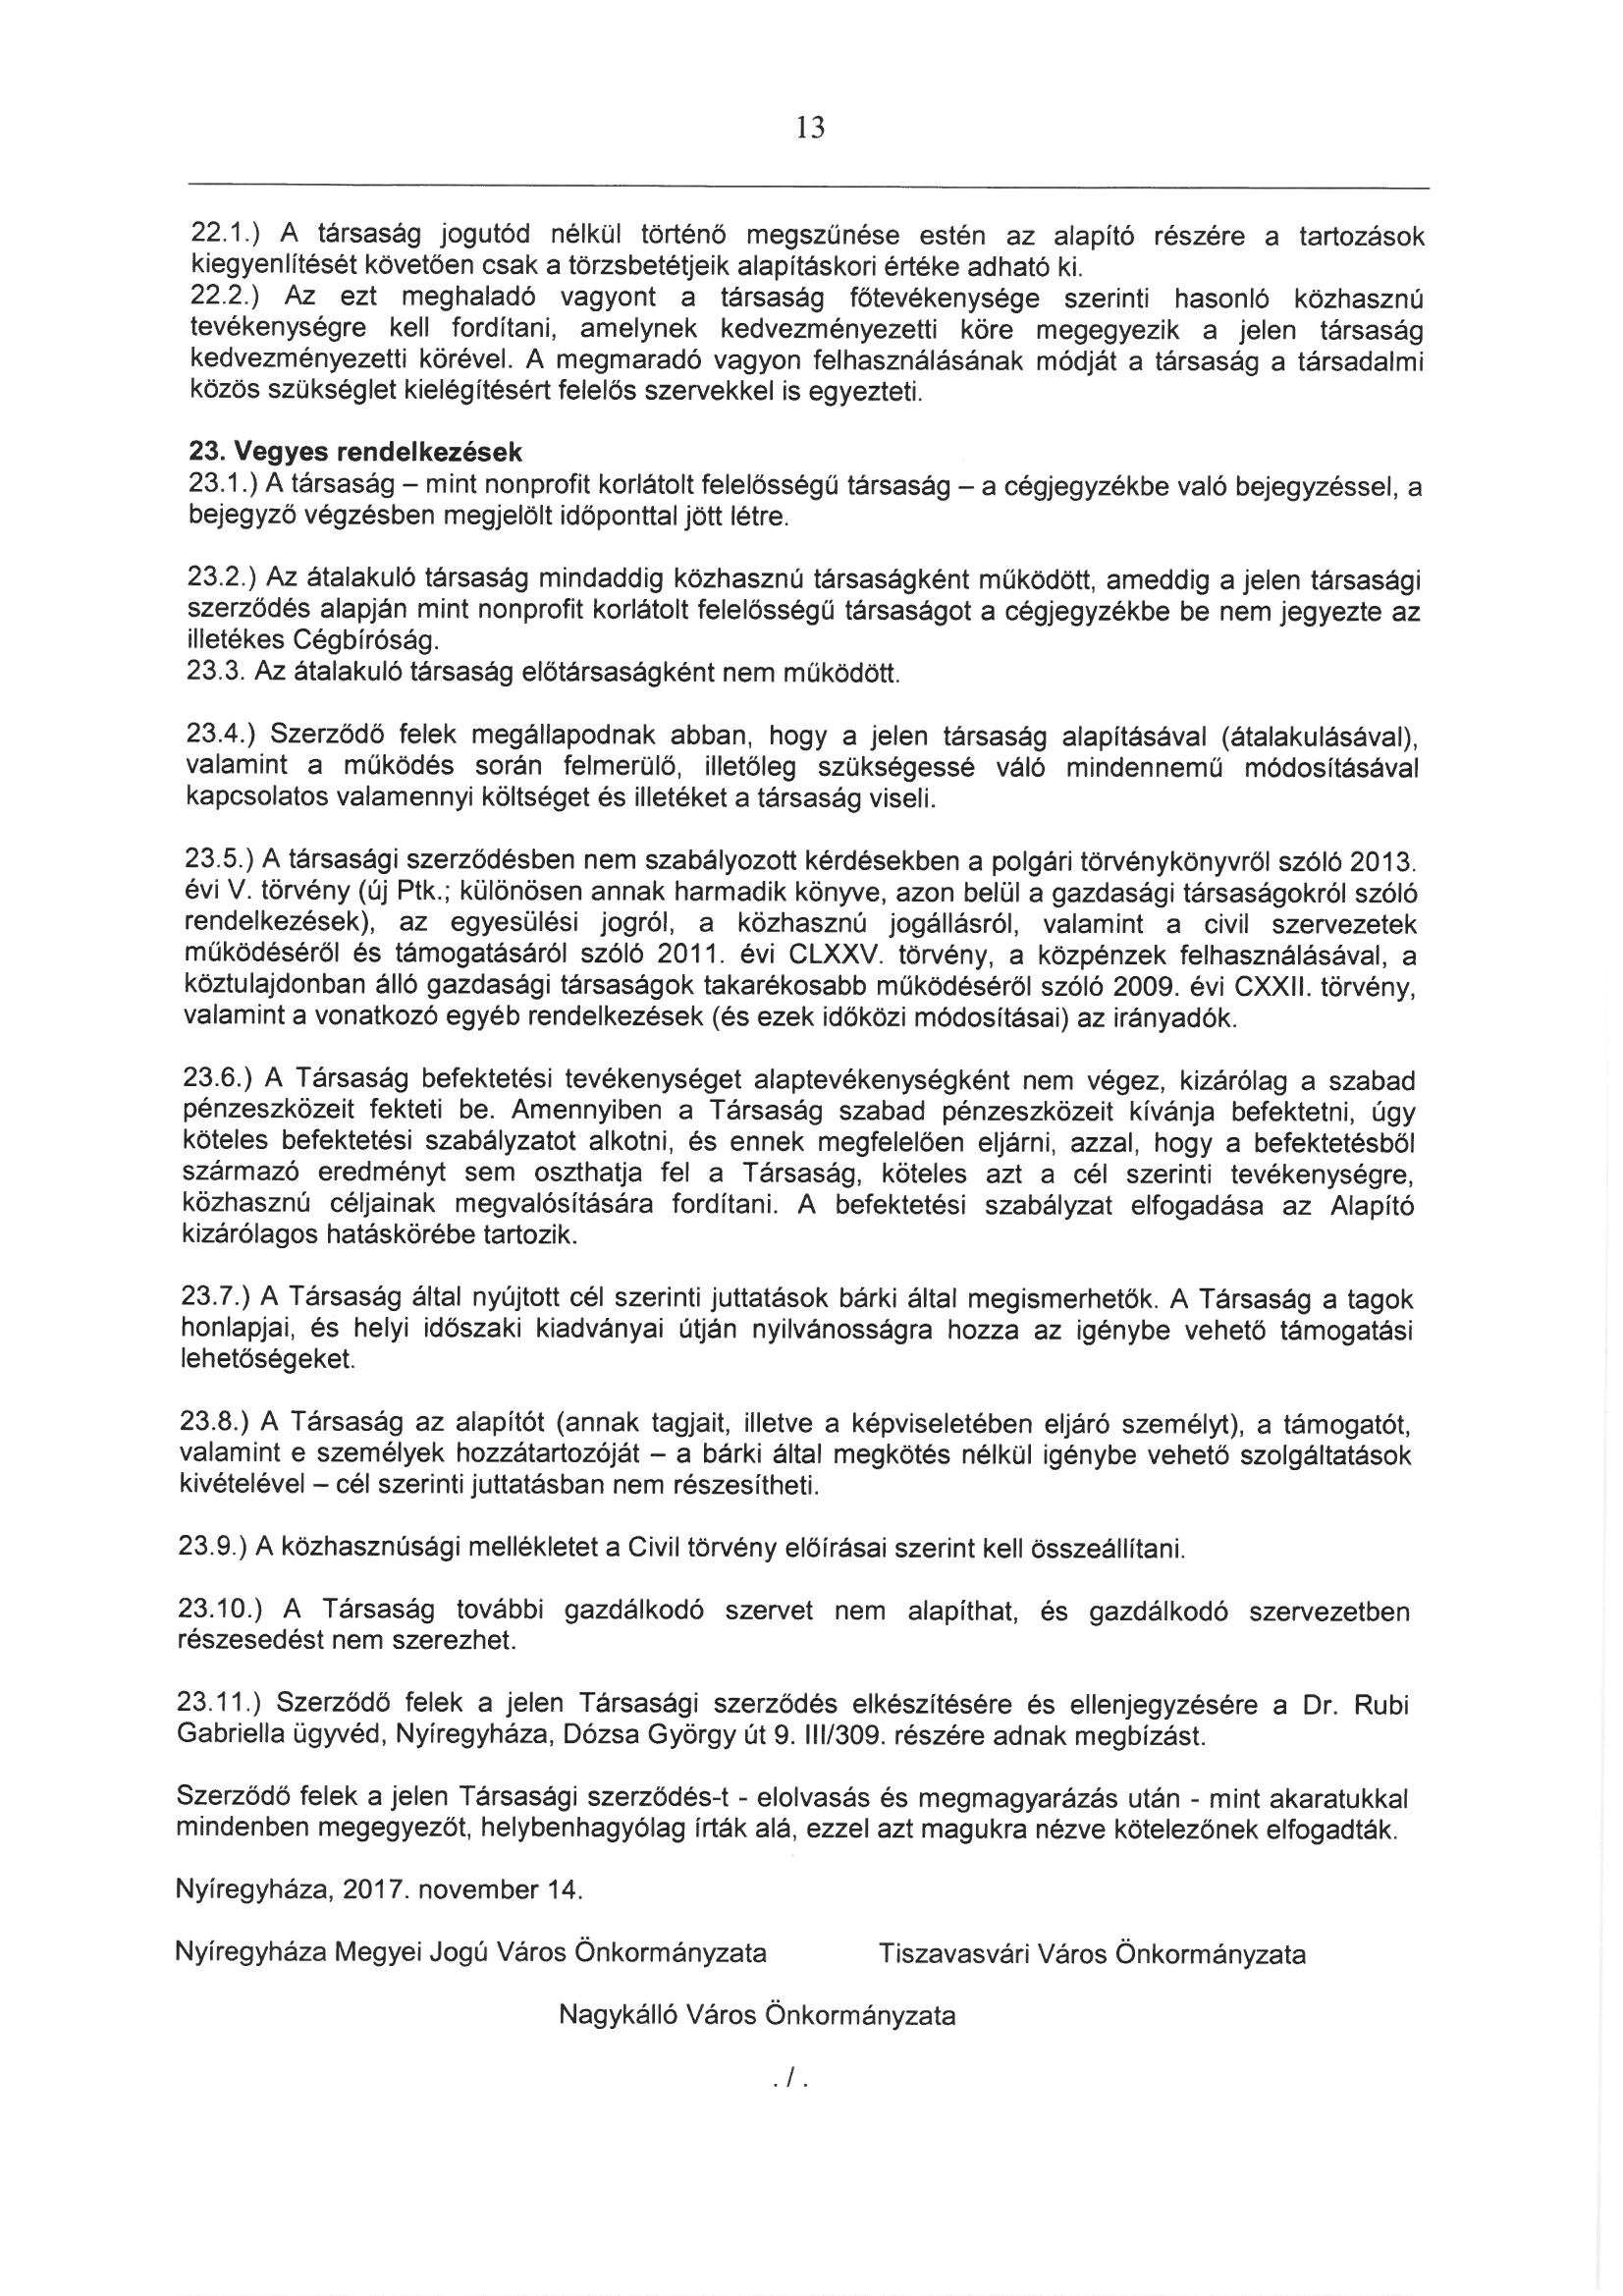 13
22.1.) A társaság jogutód nélkül történő megszűnése estén az alapító részére a tartozások
kiegyenlítését követően csak a törzsbetétjeik alapításkori értéke adható ki.
22.2.) Az ezt meghaladó vagyont a társaság főtevékenysége szerinti hasonló közhasznú
tevékenységre kell fordítani, amelynek kedvezményezetti köre megegyezik a jelen társaság
kedvezményezetti körével. A megmaradó vagyon felhasználásának módját a társaság a társadalmi
közös szükséglet kielégítésért felelős szervekkel is egyezteti.
23. Vegyes rendelkezések
23.1.) A társaság – mint nonprofit korlátolt felelősségű társaság – a cégjegyzékbe való bejegyzéssel, a
bejegyző végzésben megjelölt időponttal jött létre.
23.2.) Az átalakuló társaság mindaddig közhasznú társaságként működött, ameddig a jelen társasági
szerződés alapján mint nonprofit korlátolt felelősségű társaságot a cégjegyzékbe be nem jegyezte az
illetékes Cégbíróság.
23.3. Az átalakuló társaság előtársaságként nem működött.
23.4.) Szerződő felek megállapodnak abban, hogy a jelen társaság alapításával (átalakulásával),
valamint a működés során felmerülő, illetőleg szükségessé váló mindennemű módosításával
kapcsolatos valamennyi költséget és illetéket a társaság viseli.
23.5.) A társasági szerződésben nem szabályozott kérdésekben a polgári törvénykönyvről szóló 2013.
évi V. törvény (új Ptk.; különösen annak harmadik könyve, azon belül a gazdasági társaságokról szóló
rendelkezések), az egyesülési jogról, a közhasznú jogállásról, valamint a civil szervezetek
működéséről és támogatásáról szóló 2011. évi CLXXV. törvény, a közpénzek felhasználásával, a
köztulajdonban álló gazdasági társaságok takarékosabb működéséről szóló 2009. évi CXXII. törvény,
valamint a vonatkozó egyéb rendelkezések (és ezek időközi módosításai) az irányadók.
23.6.) A Társaság befektetési tevékenységet alaptevékenységként nem végez, kizárólag a szabad
pénzeszközeit fekteti be. Amennyiben a Társaság szabad pénzeszközeit kívánja befektetni, úgy
köteles befektetési szabályzatot alkotni, és ennek megfelelően eljárni, azzal, hogy a befektetésből
származó eredményt sem oszthatja fel a Társaság, köteles azt a cél szerinti tevékenységre,
közhasznú céljainak megvalósítására fordítani. A befektetési szabályzat elfogadása az Alapító
kizárólagos hatáskörébe tartozik.
23.7.) A Társaság által nyújtott cél szerinti juttatások bárki által megismerhetők. A Társaság a tagok
honlapjai, és helyi időszaki kiadványai útján nyilvánosságra hozza az igénybe vehető támogatási
lehetőségeket.
23.8.) A Társaság az alapítót (annak tagjait, illetve a képviseletében eljáró személyt), a támogatót,
valamint e személyek hozzátartozóját – a bárki által megkötés nélkül igénybe vehető szolgáltatások
kivételével – cél szerinti juttatásban nem részesítheti.
23.9.) A közhasznúsági mellékletet a Civil törvény előírásai szerint kell összeállítani.
23.10.) A Társaság további gazdálkodó szervet nem alapíthat, és gazdálkodó szervezetben
részesedést nem szerezhet.
23.11.) Szerződő felek a jelen Társasági szerződés elkészítésére és ellenjegyzésére a Dr. Rubi
Gabriella ügyvéd, Nyíregyháza, Dózsa György út 9. III/309. részére adnak megbízást.
Szerződő felek a jelen Társasági szerződés-t - elolvasás és megmagyarázás után - mint akaratukkal
mindenben megegyezőt, helybenhagyólag írták alá, ezzel azt magukra nézve kötelezőnek elfogadták.
Nyíregyháza, 2017. november 14.
Nyíregyháza Megyei Jogú Város Önkormányzata Tiszavasvári Város Önkormányzata
Nagykálló Város Önkormányzata
. / .